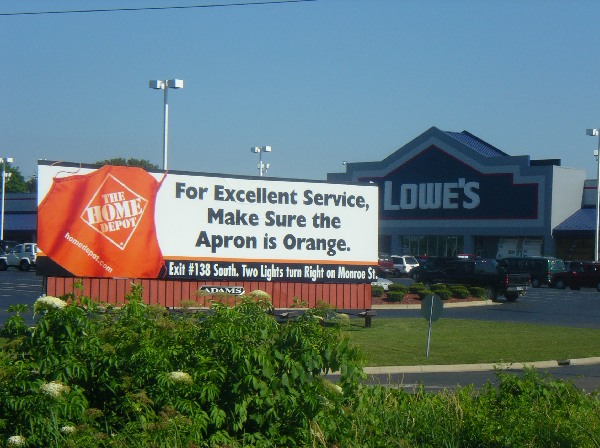 THE
HOME
DEPOT
homedepot.com
For Excellent Service,
Make Sure the
Apron is Orange.
Exit #138 South, Two Lights turn Right on Monroe St.
ADAMS
LOWE'S